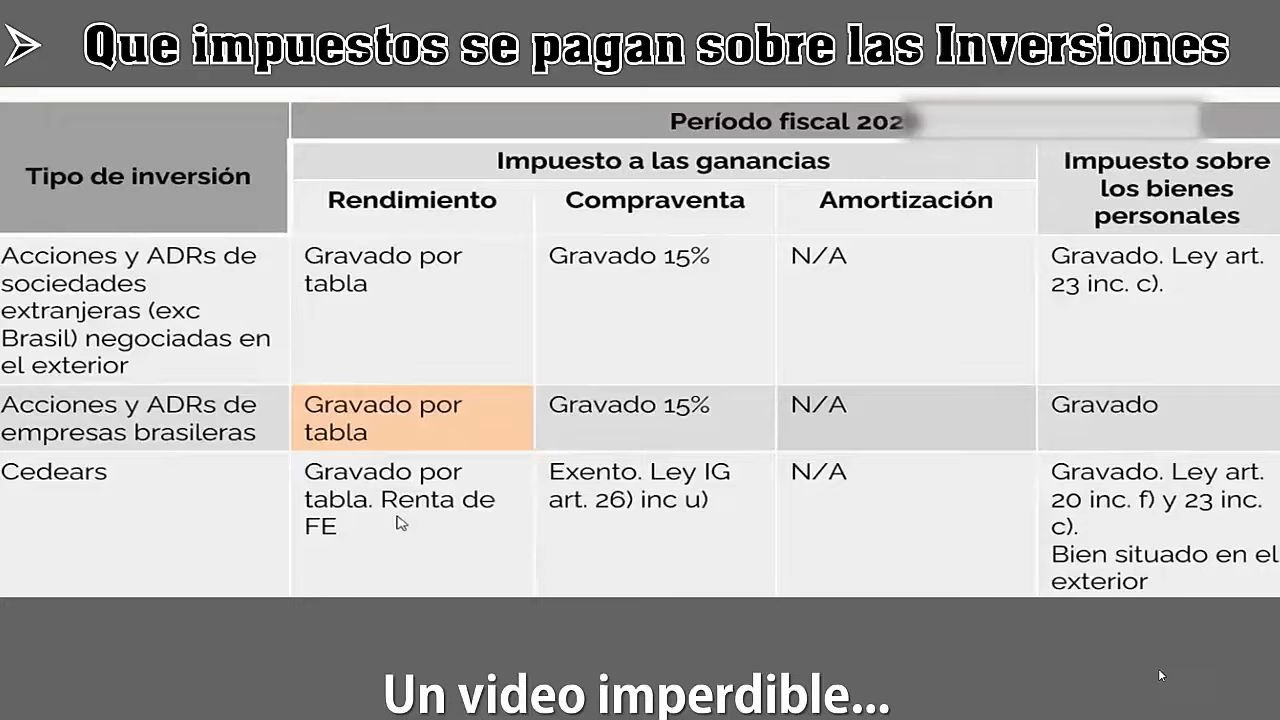 Que impuestos se pagan sobre las Inversiones
Período fiscal 202
Tipo de inversión
Impuesto a las ganancias
Impuesto sobre
los bienes
personales
Rendimiento
Compraventa
Amortización
Acciones y ADRs de
sociedades
extranjeras (exc
Brasil) negociadas en
el exterior
Gravado por
tabla
Gravado 15%
N/A
Gravado. Ley art.
23 inc. c).
Acciones y ADRs de
empresas brasileras
Gravado por
tabla
Gravado 15%
N/A
Gravado
Cedears
Gravado por
tabla. Renta de
FE
Exento. Ley IG
art. 26) inc u)
N/A
Gravado. Ley art.
20 inc. f) y 23 inc.
c).
Bien situado en el
exterior
Un video imperdible...